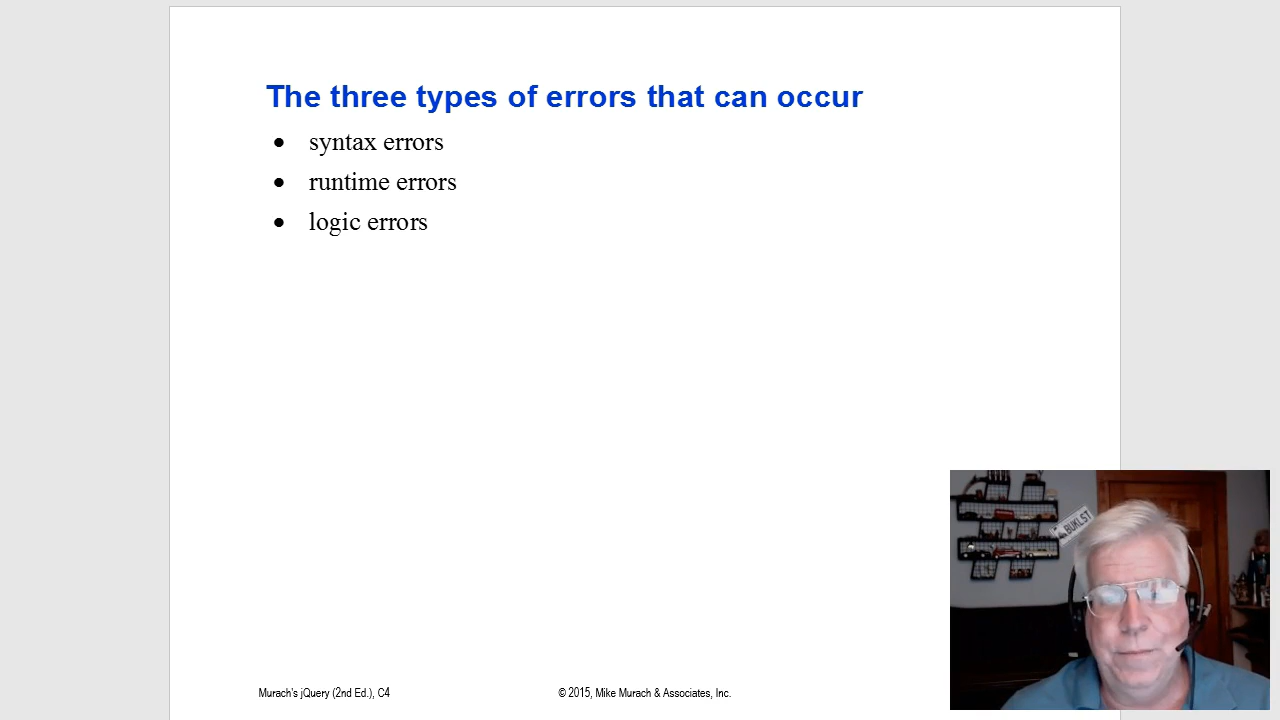 The three types of errors that can occur
• syntax errors
• runtime errors
• logic errors
BUKLST
Murach's jQuery (2nd Ed.), C4
© 2015, Mike Murach & Associates, Inc.